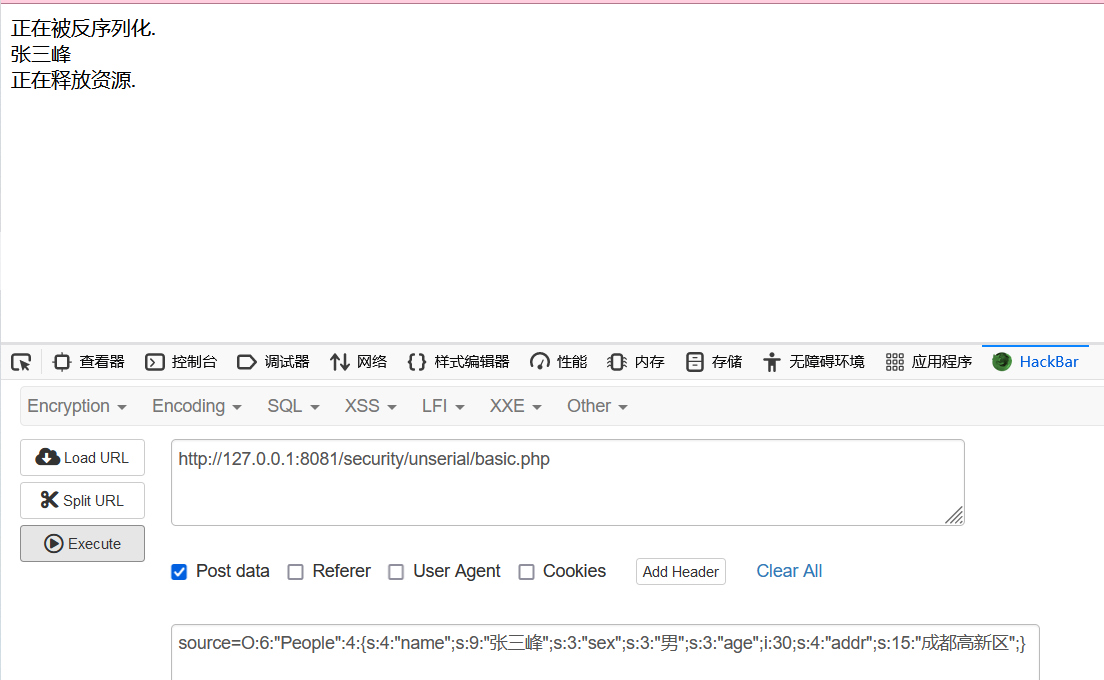 正在被反序列化.
张三峰
正在释放资源.
查看器 控制台 调试器 网络 样式编辑器 性能 内存 存储 无障碍环境 应用程序 HackBar
Encryption Encoding SQL XSS LFI XXE Other
Load URL
http://127.0.0.1:8081/security/unserial/basic.php
Split URL
Execute
Post data Referer User Agent Cookies Add Header Clear All
source=O:6:"People":4:{s:4:"name";s:9:"张三峰";s:3:"sex";s:3:"男";s:3:"age";i:30;s:4:"addr";s:15:"成都高新区";}